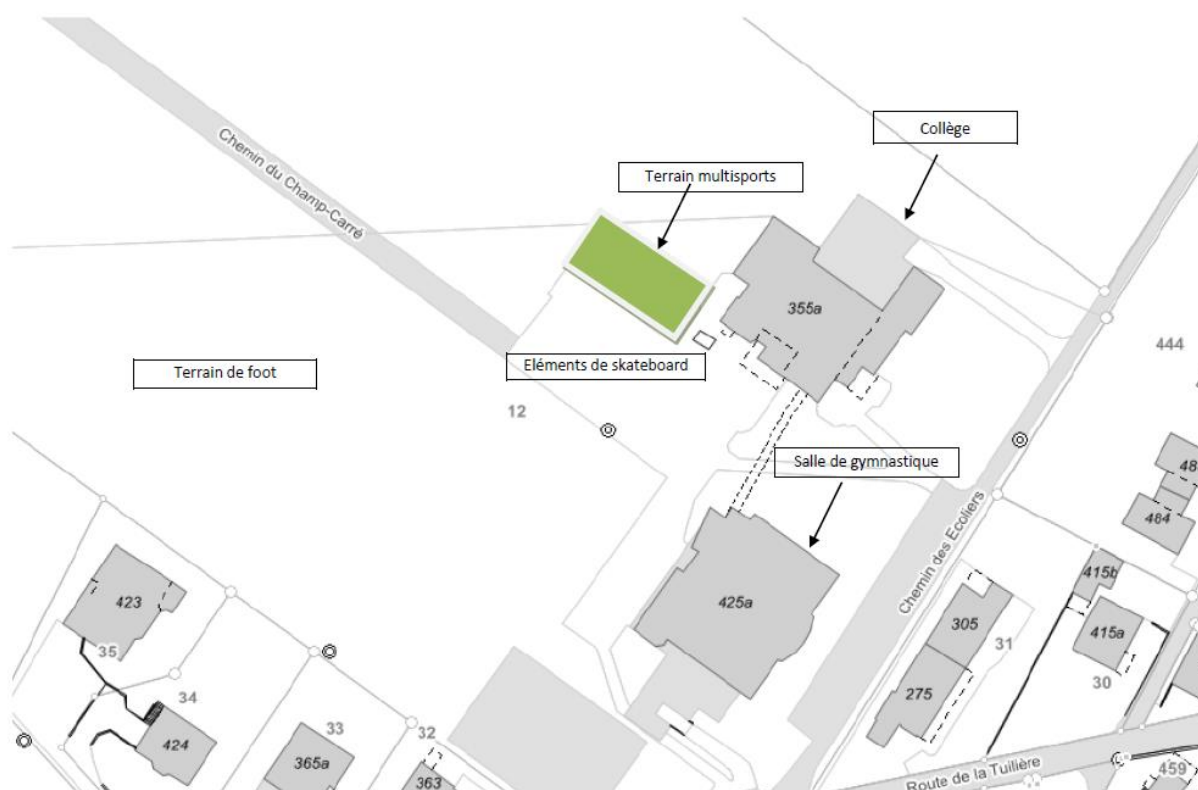 Collège
Chemin du Champ-Carré
Terrain multisports
355a
444
Terrain de foot
Eléments de skateboard
12
Salle de gymnastique
484
Chemin des Ecoliers
415b
423
425a
305
415a
35
31
34
275
30
33
32
424
365a
363
Route de la Tuilière
459